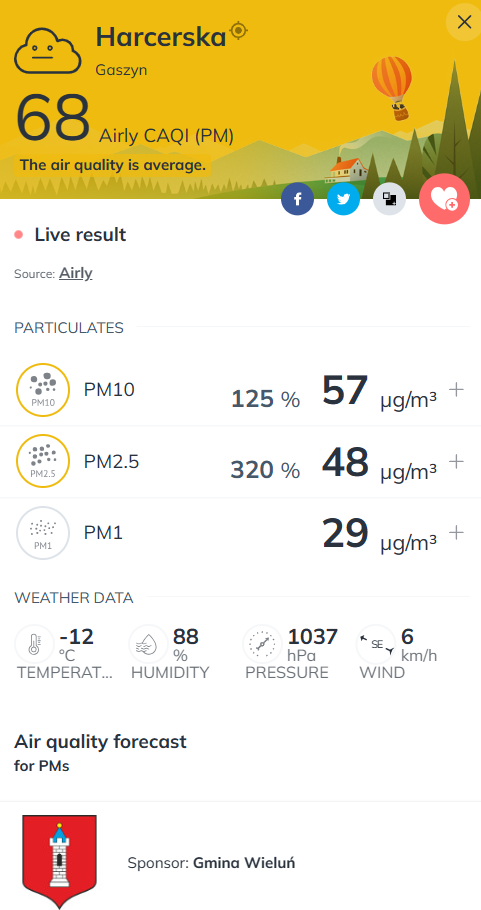 Harcerska
Gaszyn
68 Airly CAQI (PM)
The air quality is average.
Live result
Source: Airly
PARTICULATES
PM10 PM10 125 % 57 µg/m³ +
PM2.5 PM2.5 320 % 48 µg/m³ +
PM1 PM1 29 µg/m³ +
WEATHER DATA
-12 °C TEMPERAT...
88 % HUMIDITY
1037 hPa PRESSURE
SE 6 km/h WIND
Air quality forecast
for PMs
Sponsor: Gmina Wieluń